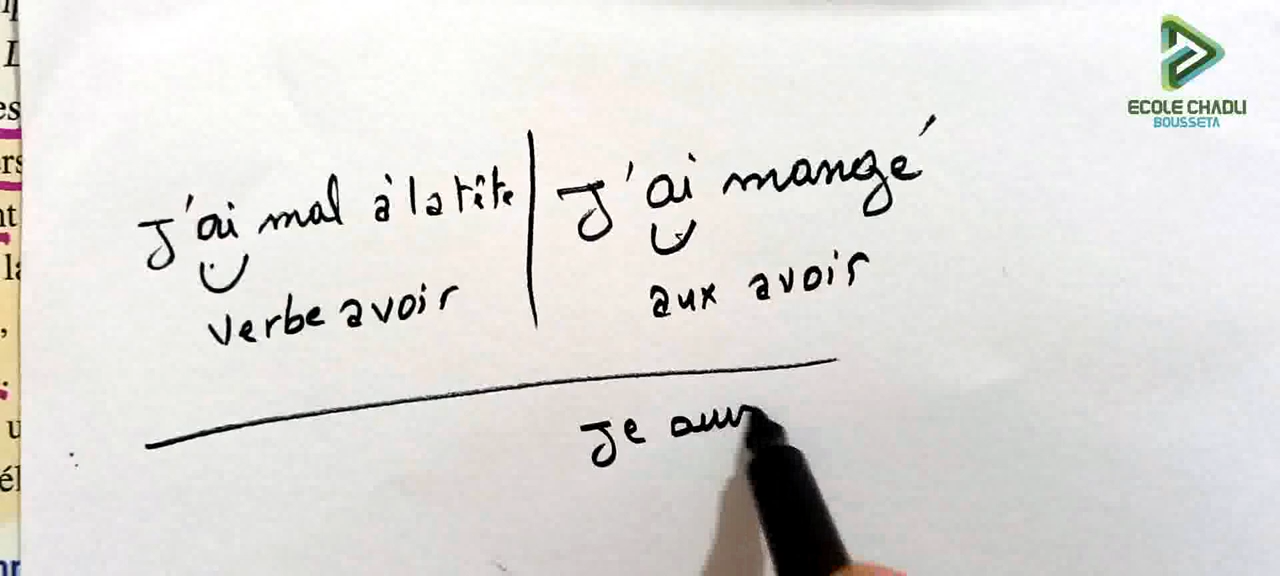 J'ai mal à la tête
verbe avoir
J'ai mangé
aux avoir
Je
ECOLE CHADLI
BOUSSETA